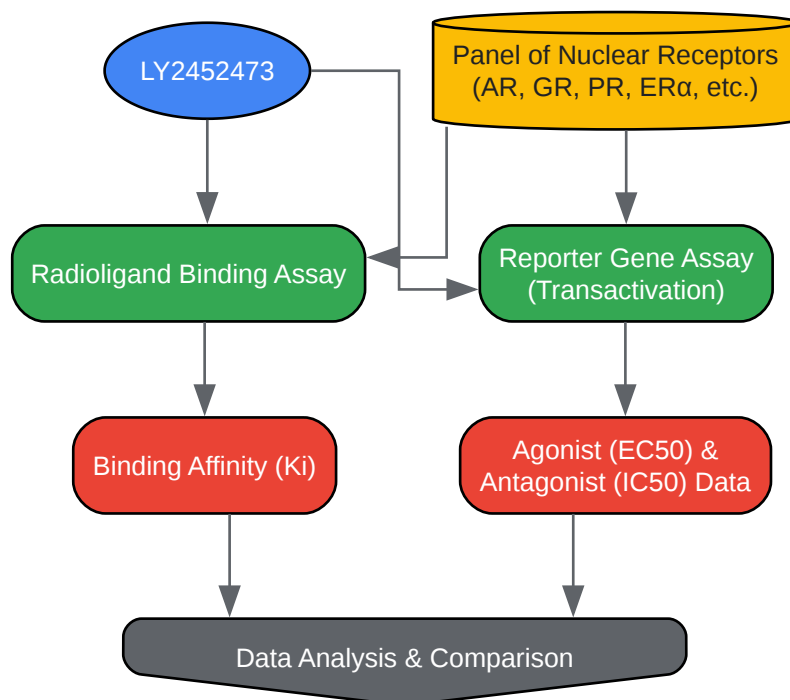 LY2452473
Panel of Nuclear Receptors
(AR, GR, PR, ERα, etc.)
Radioligand Binding Assay
Reporter Gene Assay
(Transactivation)
Binding Affinity (Ki)
Agonist (EC50) &
Antagonist (IC50) Data
Data Analysis & Comparison